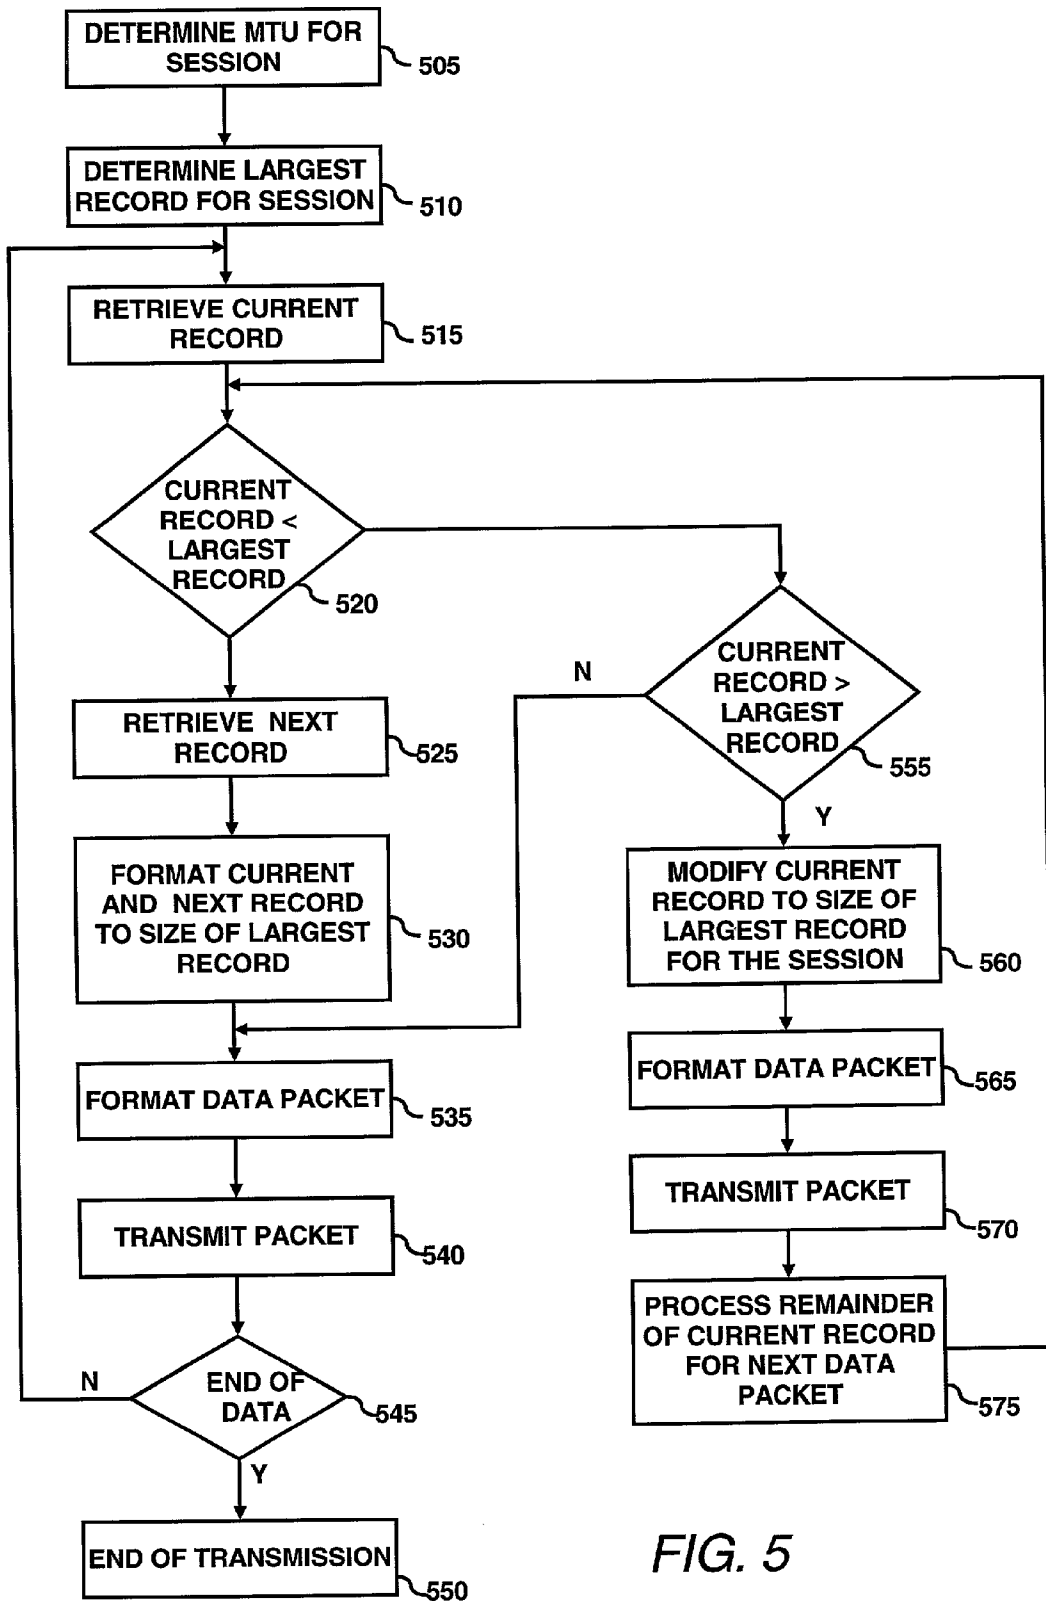 DETERMINE MTU FOR
SESSION
505
DETERMINE LARGEST
RECORD FOR SESSION
510
RETRIEVE CURRENT
RECORD
515
CURRENT
RECORD <
LARGEST
RECORD
520
CURRENT
RECORD >
LARGEST
RECORD
555
N
Y
RETRIEVE NEXT
RECORD
525
FORMAT CURRENT
AND NEXT RECORD
TO SIZE OF LARGEST
RECORD
530
MODIFY CURRENT
RECORD TO SIZE OF
LARGEST RECORD
FOR THE SESSION
560
FORMAT DATA PACKET
535
FORMAT DATA PACKET
565
TRANSMIT PACKET
540
TRANSMIT PACKET
570
PROCESS REMAINDER
OF CURRENT RECORD
FOR NEXT DATA
PACKET
575
END OF
DATA
545
N
Y
END OF TRANSMISSION
550
FIG. 5